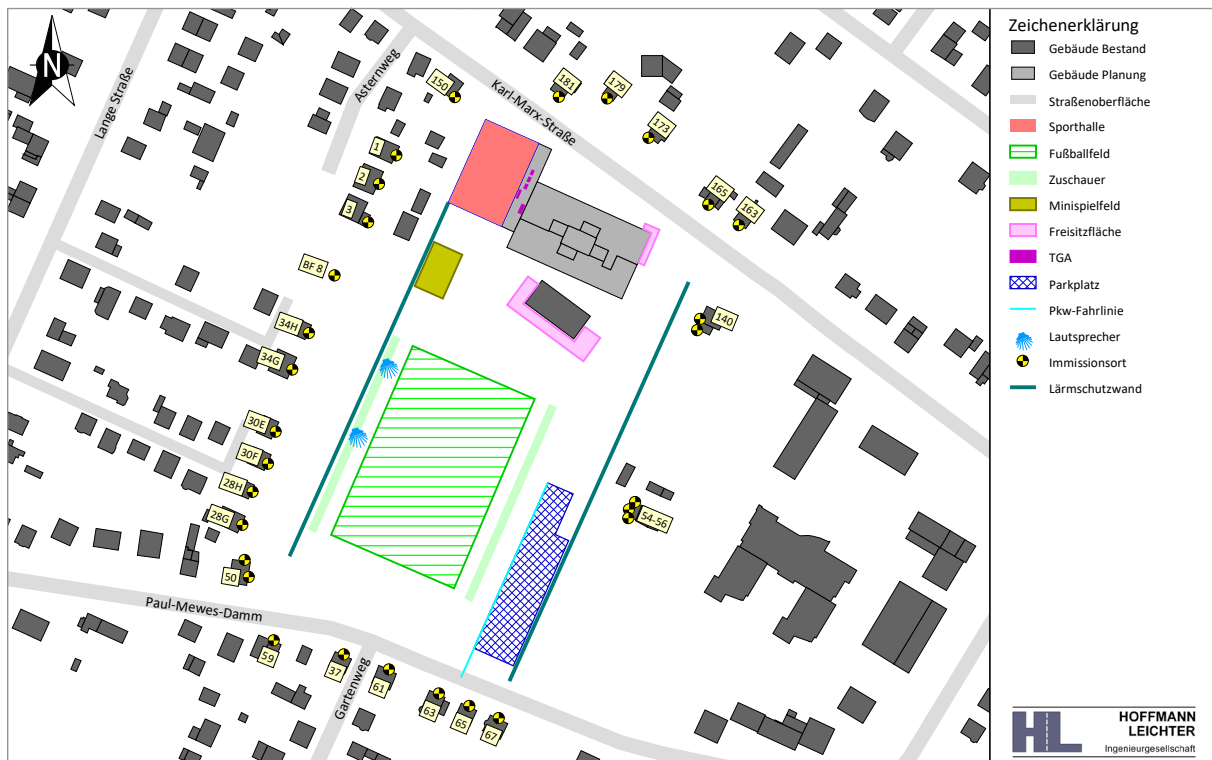 N
Lange Straße
Asternweg
Karl-Marx-Straße
150
181
179
173
1
2
3
165
163
BF 8
34H
34G
140
30E
30F
28H
28G
50
54-56
Paul-Mewes-Damm
Gartenweg
59
37
61
63
65
67
Zeichenerklärung
Gebäude Bestand
Gebäude Planung
Straßenoberfläche
Sporthalle
Fußballfeld
Zuschauer
Minispielfeld
Freisitzfläche
TGA
Parkplatz
Pkw-Fahrlinie
Lautsprecher
Immissionsort
Lärmschutzwand
HL
HOFFMANN
LEICHTER
Ingenieurgesellschaft